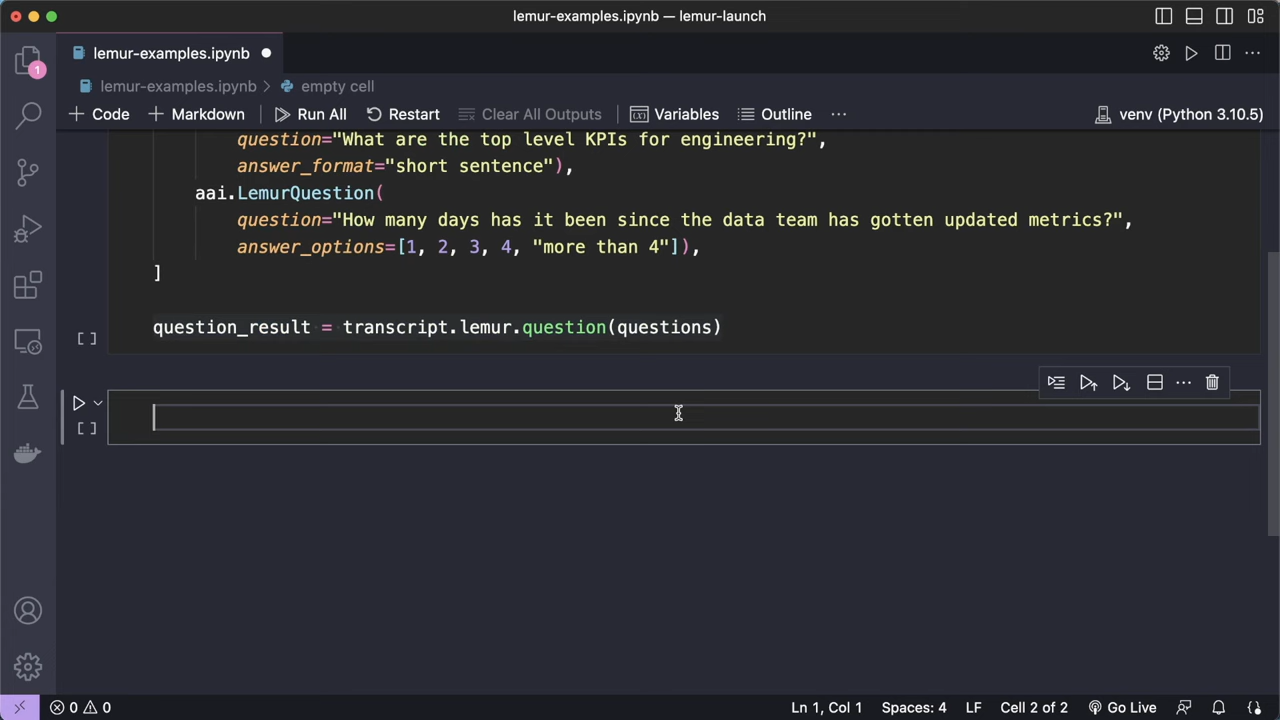 lemur-examples.ipynb — lemur-launch
lemur-examples.ipynb
lemur-examples.ipynb > empty cell
+ Code + Markdown Run All Restart Clear All Outputs Variables Outline ... venv (Python 3.10.5)
1
question="What are the top level KPIs for engineering?",
answer_format="short sentence"),
aai.LemurQuestion(
question="How many days has it been since the data team has gotten updated metrics?",
answer_options=[1, 2, 3, 4, "more than 4"]),
]
question_result = transcript.lemur.question(questions)
[ ]
[ ]
0 0 Ln 1, Col 1 Spaces: 4 LF Cell 2 of 2 Go Live